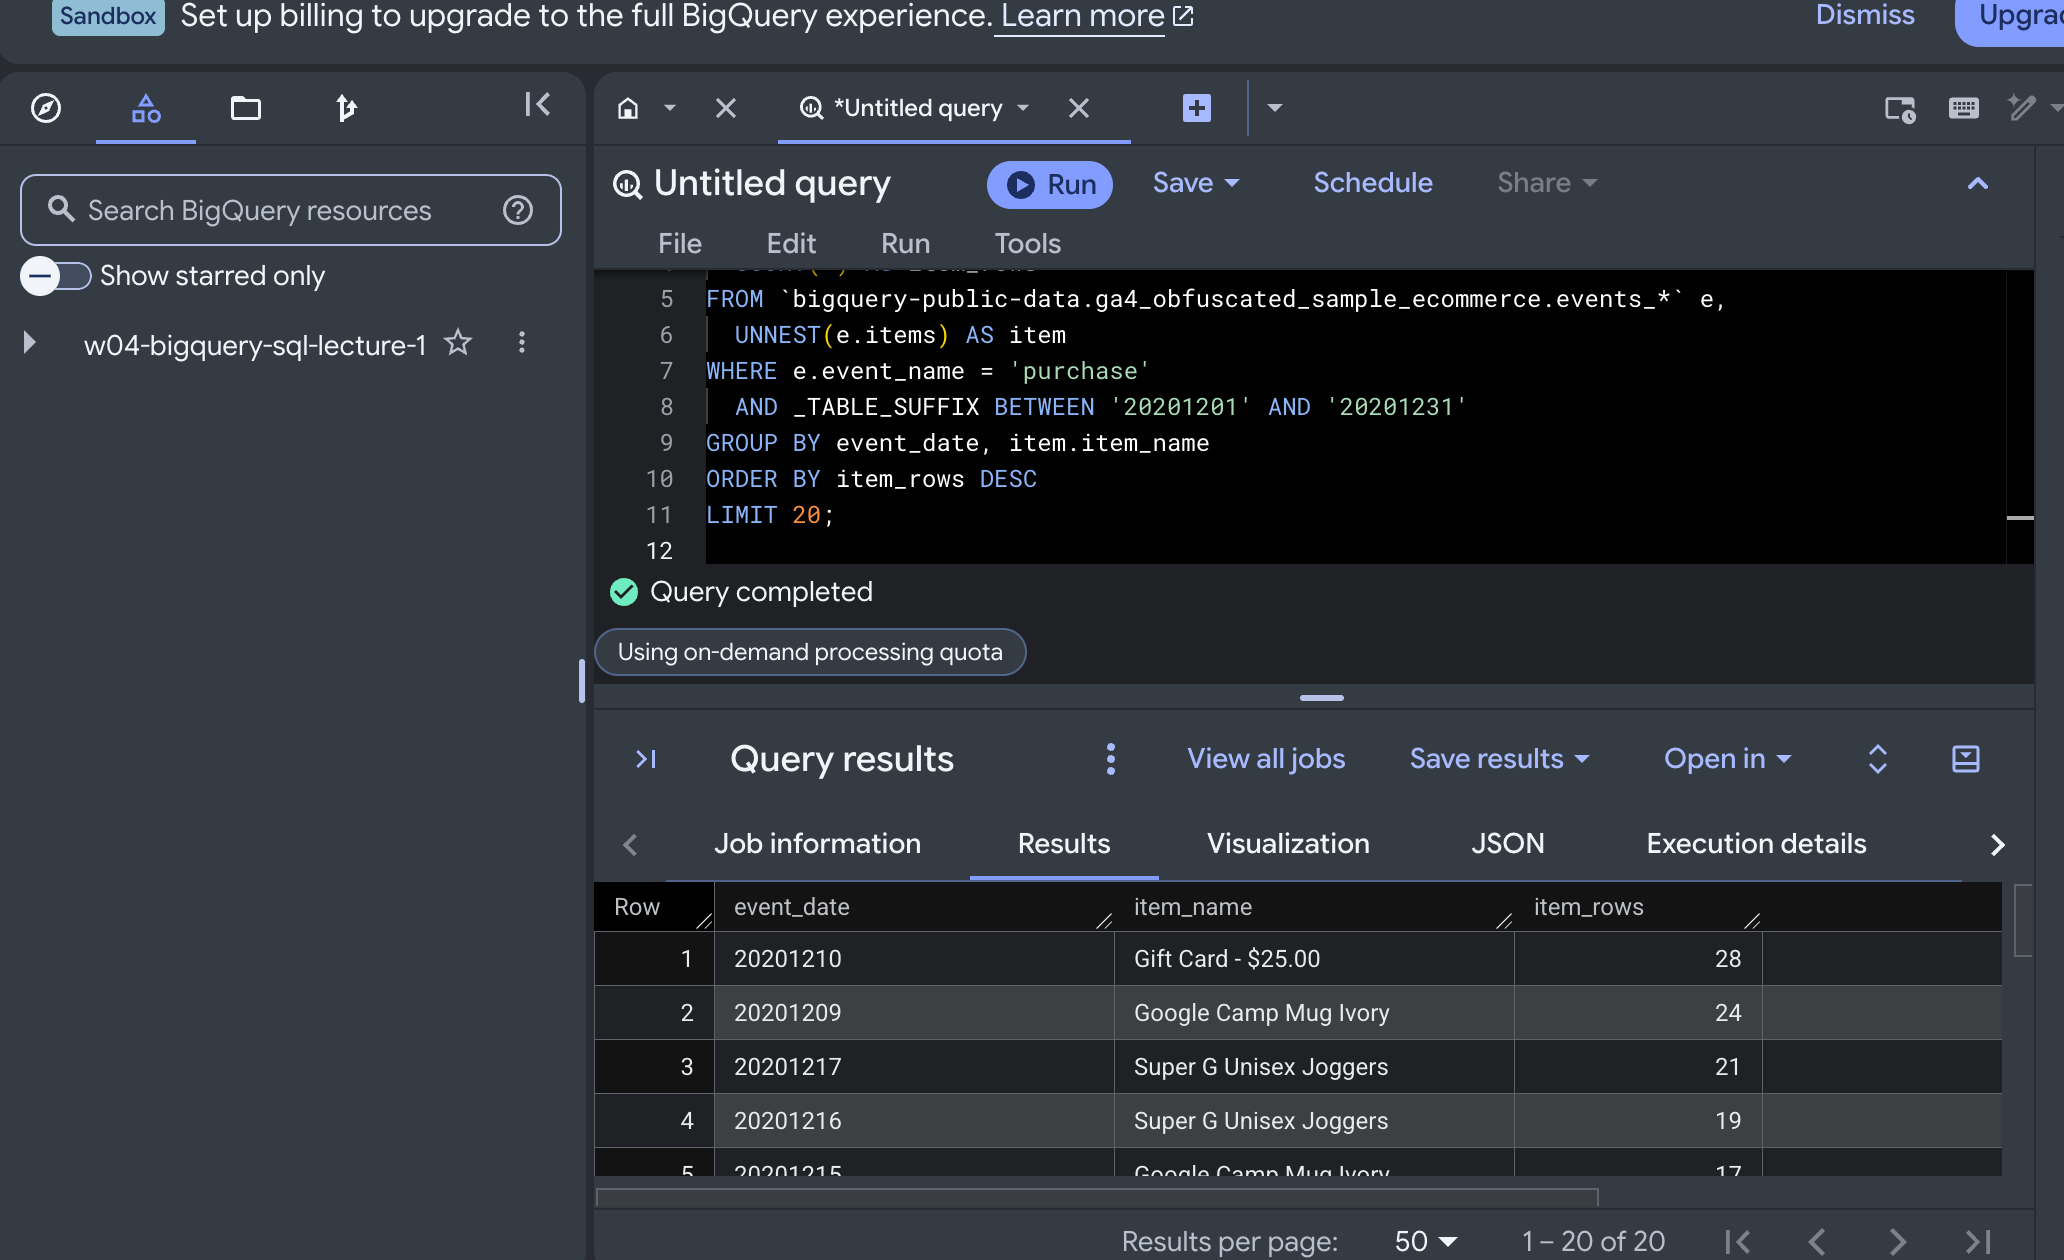 Sandbox Set up billing to upgrade to the full BigQuery experience. Learn more Dismiss
*Untitled query
Search BigQuery resources
Show starred only
w04-bigquery-sql-lecture-1
Untitled query Run Save Schedule Share
File Edit Run Tools
5 FROM `bigquery-public-data.ga4_obfuscated_sample_ecommerce.events_*` e,
6 UNNEST(e.items) AS item
7 WHERE e.event_name = 'purchase'
8 AND _TABLE_SUFFIX BETWEEN '20201201' AND '20201231'
9 GROUP BY event_date, item.item_name
10 ORDER BY item_rows DESC
11 LIMIT 20;
12
Query completed
Using on-demand processing quota
Query results View all jobs Save results Open in
Job information Results Visualization JSON Execution details
Row event_date item_name item_rows
1 20201210 Gift Card - $25.00 28
2 20201209 Google Camp Mug Ivory 24
3 20201217 Super G Unisex Joggers 21
4 20201216 Super G Unisex Joggers 19
5 20201215 Google Camp Mug Ivory 17
Results per page: 50 1 – 20 of 20